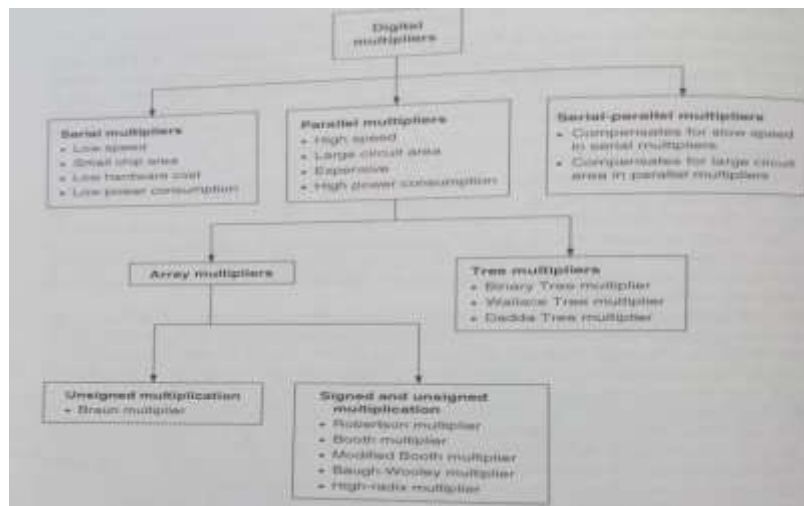 Digital
multipliers
Serial multipliers
• Low speed
• Small chip area
• Low hardware cost
• Low power consumption
Parallel multipliers
• High speed
• Large circuit area
• Expensive
• High power consumption
Serial-parallel multipliers
• Compensates for slow speed
in serial multipliers
• Compensates for large circuit
area in parallel multipliers
Array multipliers
Tree multipliers
• Binary Tree multiplier
• Wallace Tree multiplier
• Dadda Tree multiplier
Unsigned multiplication
• Braun multiplier
Signed and unsigned
multiplication
• Robertson multiplier
• Booth multiplier
• Modified Booth multiplier
• Baugh-Wooley multiplier
• High-radix multiplier